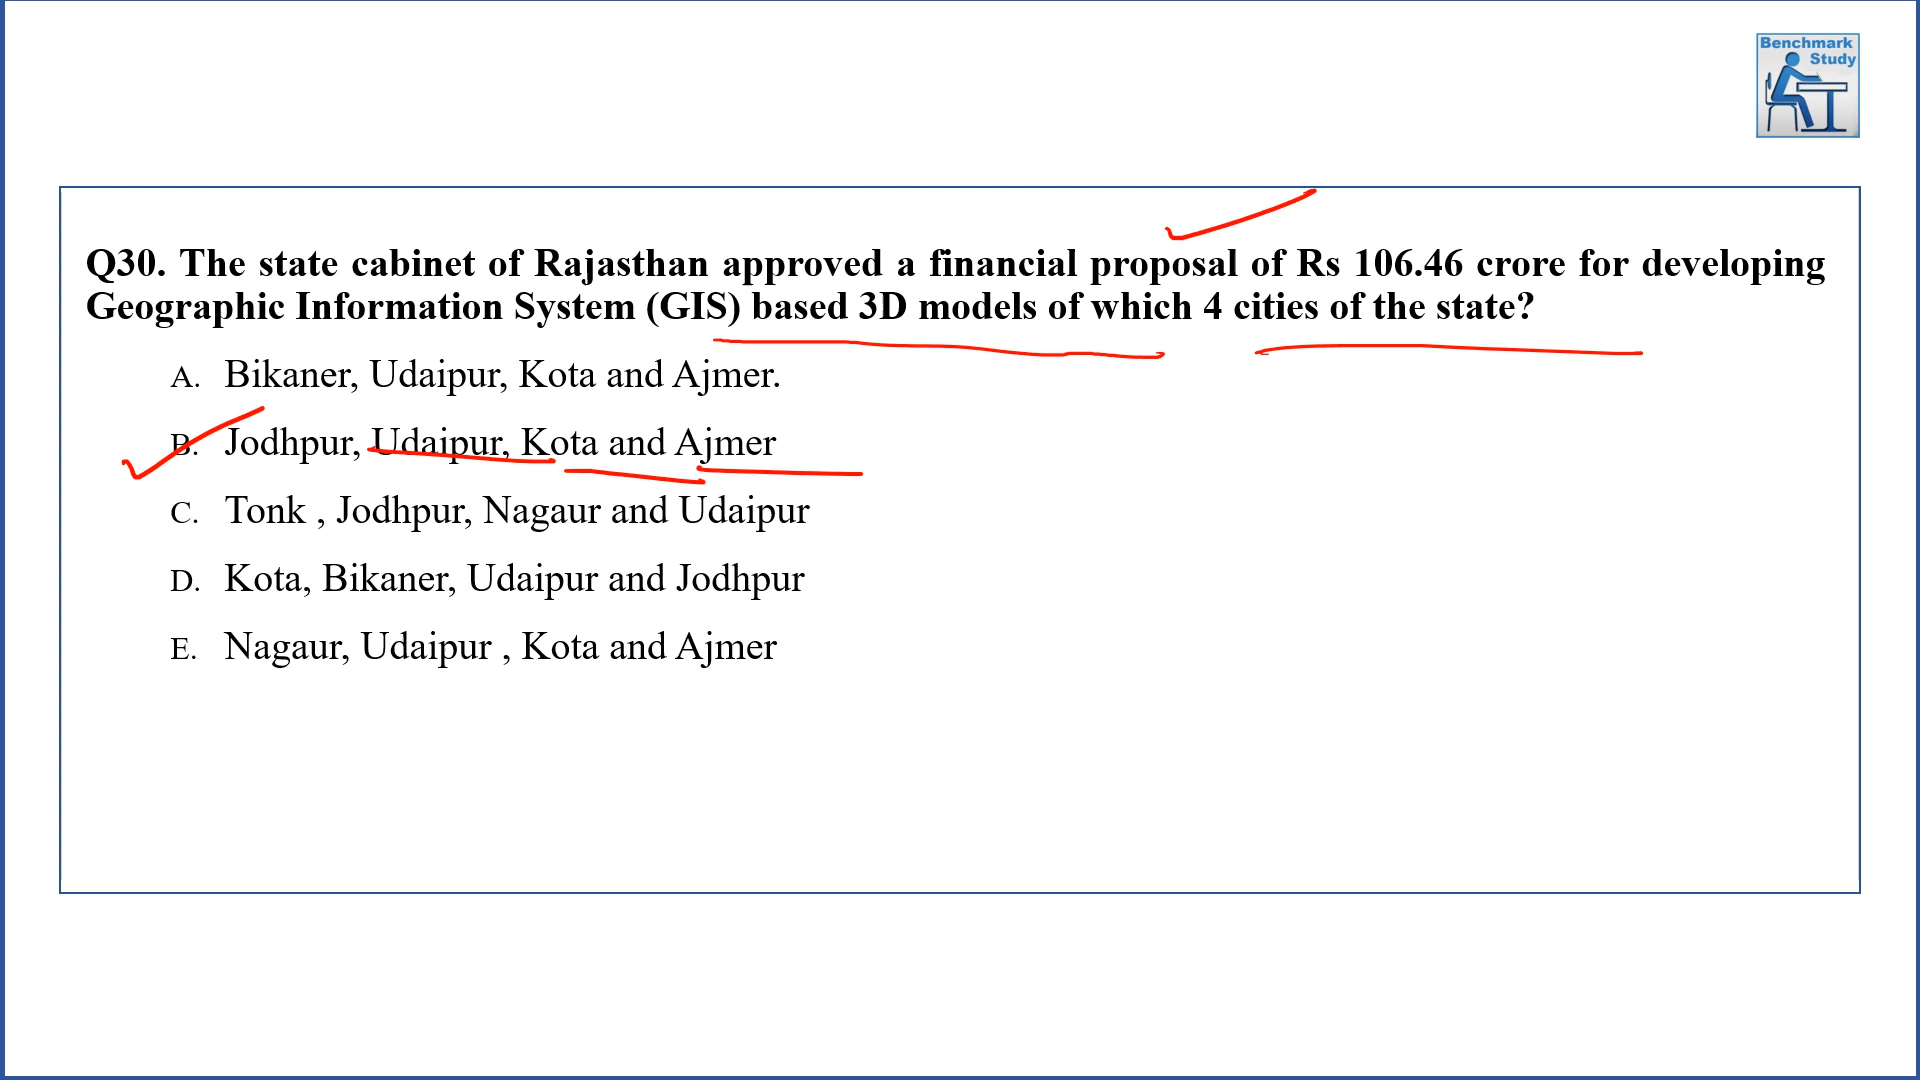 Benchmark
Study
Q30. The state cabinet of Rajasthan approved a financial proposal of Rs 106.46 crore for developing
Geographic Information System (GIS) based 3D models of which 4 cities of the state?
A. Bikaner, Udaipur, Kota and Ajmer.
B. Jodhpur, Udaipur, Kota and Ajmer
C. Tonk , Jodhpur, Nagaur and Udaipur
D. Kota, Bikaner, Udaipur and Jodhpur
E. Nagaur, Udaipur , Kota and Ajmer